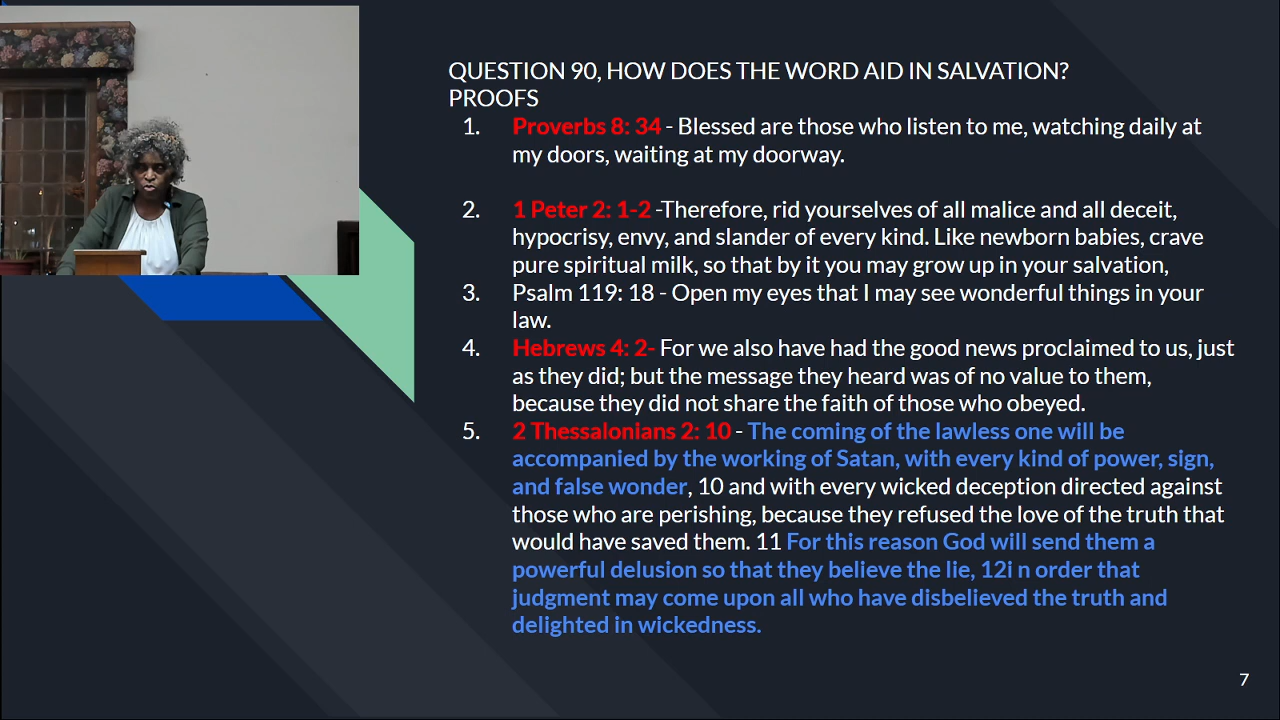 QUESTION 90, HOW DOES THE WORD AID IN SALVATION?
PROOFS
1. Proverbs 8: 34 - Blessed are those who listen to me, watching daily at
my doors, waiting at my doorway.
2. 1 Peter 2: 1-2 -Therefore, rid yourselves of all malice and all deceit,
hypocrisy, envy, and slander of every kind. Like newborn babies, crave
pure spiritual milk, so that by it you may grow up in your salvation,
3. Psalm 119: 18 - Open my eyes that I may see wonderful things in your
law.
4. Hebrews 4: 2- For we also have had the good news proclaimed to us, just
as they did; but the message they heard was of no value to them,
because they did not share the faith of those who obeyed.
5. 2 Thessalonians 2: 10 - The coming of the lawless one will be
accompanied by the working of Satan, with every kind of power, sign,
and false wonder, 10 and with every wicked deception directed against
those who are perishing, because they refused the love of the truth that
would have saved them. 11 For this reason God will send them a
powerful delusion so that they believe the lie, 12i n order that
judgment may come upon all who have disbelieved the truth and
delighted in wickedness.
7